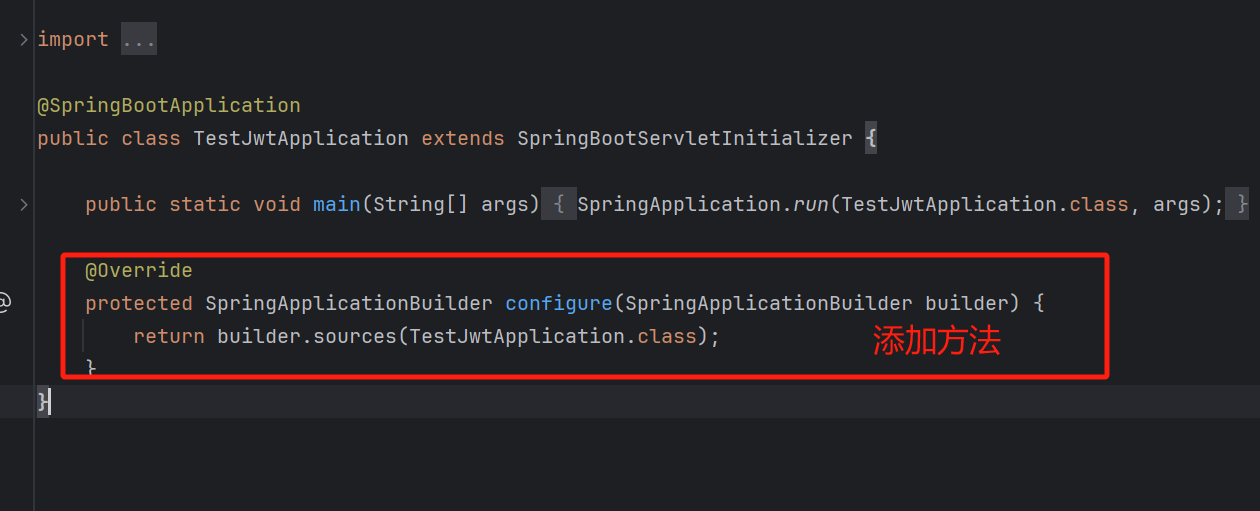 import ...
@SpringBootApplication
public class TestJwtApplication extends SpringBootServletInitializer {
public static void main(String[] args) { SpringApplication.run(TestJwtApplication.class, args); }
@Override
protected SpringApplicationBuilder configure(SpringApplicationBuilder builder) {
return builder.sources(TestJwtApplication.class);
添加方法
}
}